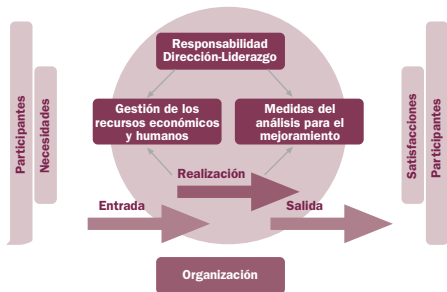 Responsabilidad
Dirección-Liderazgo
Participantes
Necesidades
Gestión de los
recursos económicos
y humanos
Medidas del
análisis para el
mejoramiento
Satisfacciones
Participantes
Realización
Entrada
Salida
Organización